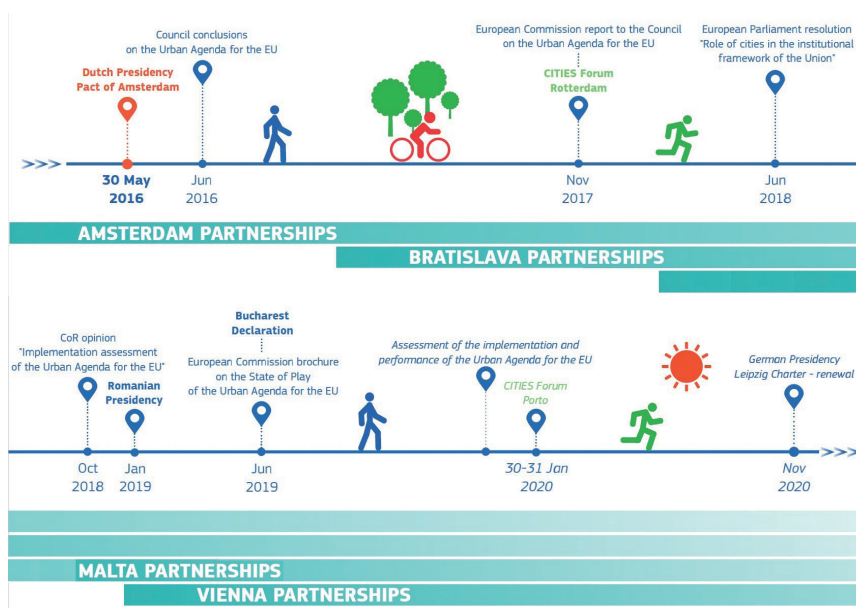 Council conclusions
on the Urban Agenda for the EU
Dutch Presidency
Pact of Amsterdam
European Commission report to the Council
on the Urban Agenda for the EU
CITIES Forum
Rotterdam
European Parliament resolution
"Role of cities in the institutional
framework of the Union"
30 May
2016
Jun
2016
Nov
2017
Jun
2018
AMSTERDAM PARTNERSHIPS
BRATISLAVA PARTNERSHIPS
CoR opinion
"Implementation assessment
of the Urban Agenda for the EU"
Romanian
Presidency
Bucharest
Declaration
European Commission brochure
on the State of Play
of the Urban Agenda for the EU
Assessment of the implementation and
performance of the Urban Agenda for the EU
CITIES Forum
Porto
German Presidency
Leipzig Charter - renewal
Oct
2018
Jan
2019
Jun
2019
30-31 Jan
2020
Nov
2020
MALTA PARTNERSHIPS
VIENNA PARTNERSHIPS